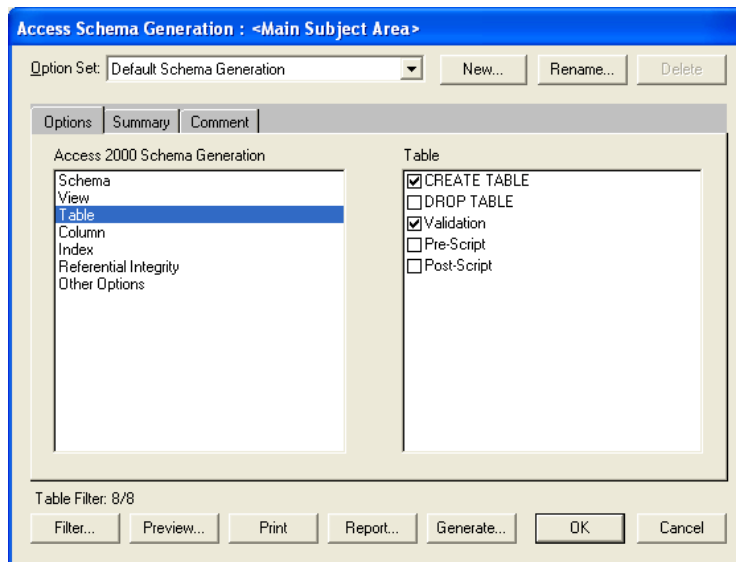 Access Schema Generation : <Main Subject Area>
Option Set: Default Schema Generation New... Rename... Delete
Options Summary Comment
Access 2000 Schema Generation Table
Schema CREATE TABLE
View DROP TABLE
Table Validation
Column Pre-Script
Index Post-Script
Referential Integrity
Other Options
Table Filter: 8/8
Filter... Preview... Print Report... Generate... OK Cancel